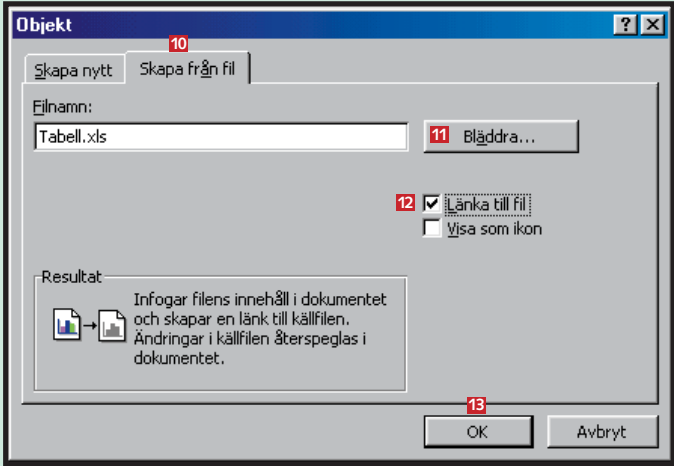 Objekt
10
Skapa nytt
Skapa från fil
Filnamn:
Tabell.xls
11
Bläddra...
12
Länka till fil
Visa som ikon
Resultat
Infogar filens innehåll i dokumentet
och skapar en länk till källfilen.
Ändringar i källfilen återspeglas i
dokumentet.
13
OK
Avbryt